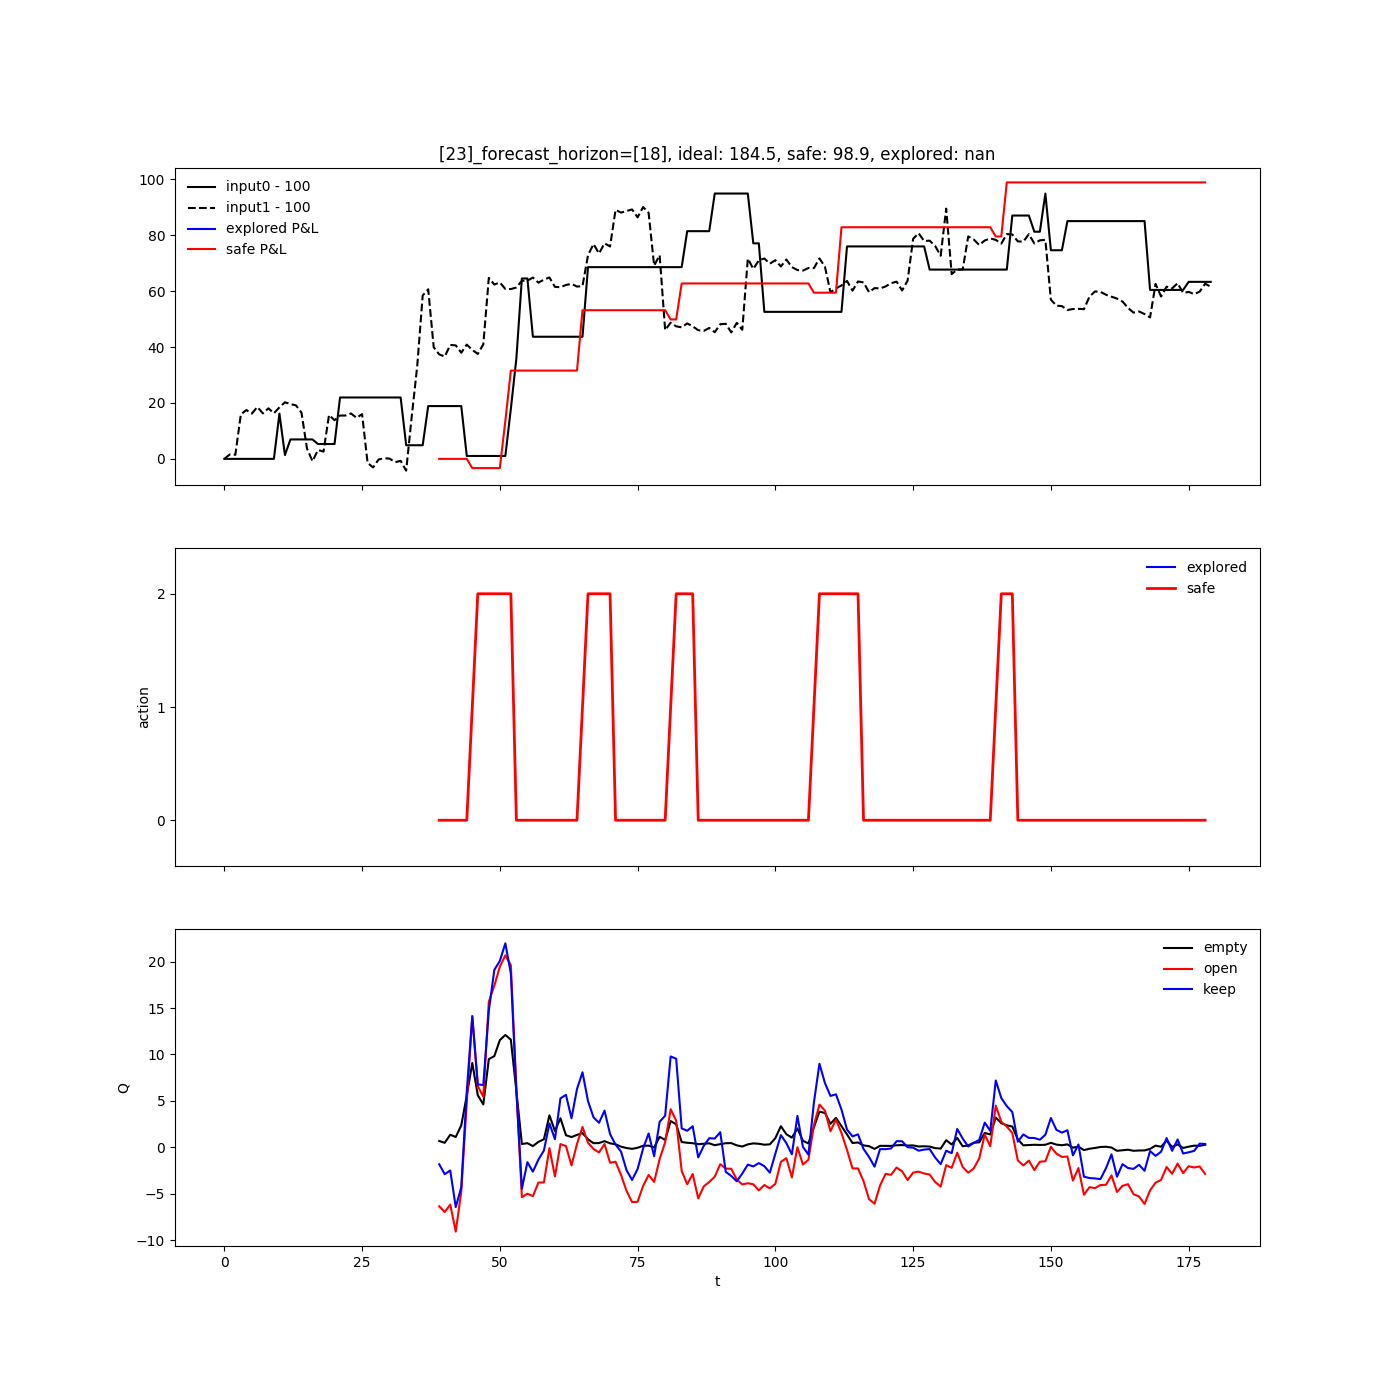 [23]_forecast_horizon=[18], ideal: 184.5, safe: 98.9, explored: nan
input0 - 100
input1 - 100
explored P&L
safe P&L
100
80
60
40
20
0
explored
safe
action
2
1
0
empty
open
keep
Q
20
15
10
5
0
−5
−10
0 25 50 75 100 125 150 175
t